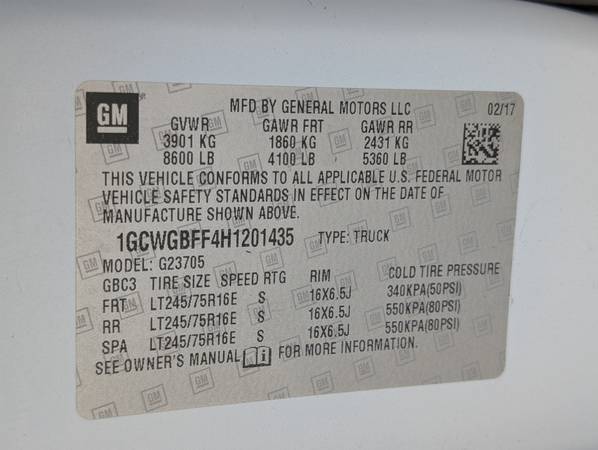 GM
MFD BY GENERAL MOTORS LLC 02/17
GVWR GAWR FRT GAWR RR
3901 KG 1860 KG 2431 KG
8600 LB 4100 LB 5360 LB
THIS VEHICLE CONFORMS TO ALL APPLICABLE U.S. FEDERAL MOTOR
VEHICLE SAFETY STANDARDS IN EFFECT ON THE DATE OF
MANUFACTURE SHOWN ABOVE.
1GCWGBFF4H1201435 TYPE: TRUCK
MODEL: G23705
GBC3 TIRE SIZE SPEED RTG RIM COLD TIRE PRESSURE
FRT LT245/75R16E S 16X6.5J 340KPA(50PSI)
RR LT245/75R16E S 16X6.5J 550KPA(80PSI)
SPA LT245/75R16E S 16X6.5J 550KPA(80PSI)
SEE OWNER'S MANUAL FOR MORE INFORMATION.